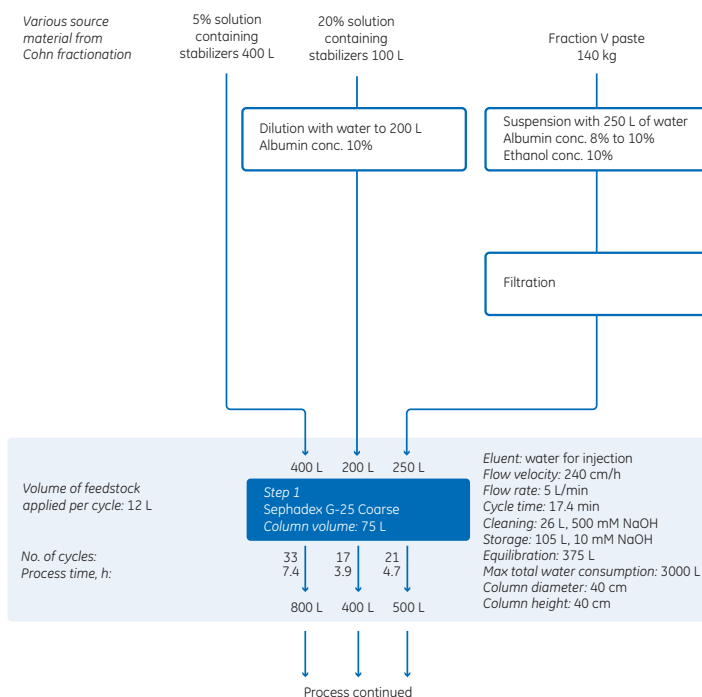 Various source
material from
Cohn fractionation
5% solution
containing
stabilizers 400 L
20% solution
containing
stabilizers 100 L
Fraction V paste
140 kg
Dilution with water to 200 L
Albumin conc. 10%
Suspension with 250 L of water
Albumin conc. 8% to 10%
Ethanol conc. 10%
Filtration
Volume of feedstock
applied per cycle: 12 L
400 L 200 L 250 L
Step 1
Sephadex G-25 Coarse
Column volume: 75 L
Eluent: water for injection
Flow velocity: 240 cm/h
Flow rate: 5 L/min
Cycle time: 17.4 min
Cleaning: 26 L, 500 mM NaOH
Storage: 105 L, 10 mM NaOH
Equilibration: 375 L
Max total water consumption: 3000 L
Column diameter: 40 cm
Column height: 40 cm
No. of cycles: 33 17 21
Process time, h: 7.4 3.9 4.7
800 L 400 L 500 L
Process continued